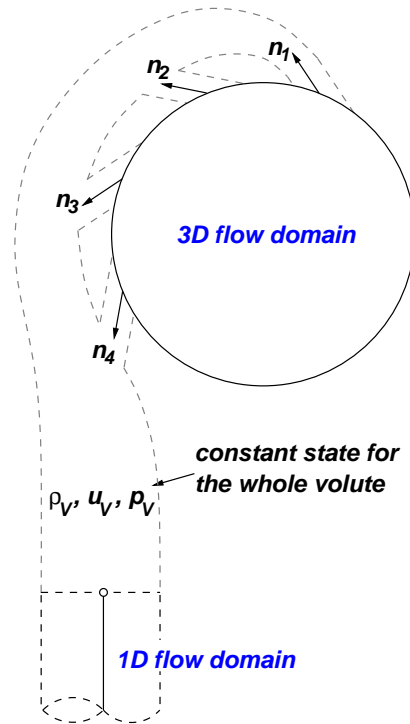 n1
n2
n3
3D flow domain
n4
constant state for
the whole volute
ρV, uV, pV
1D flow domain